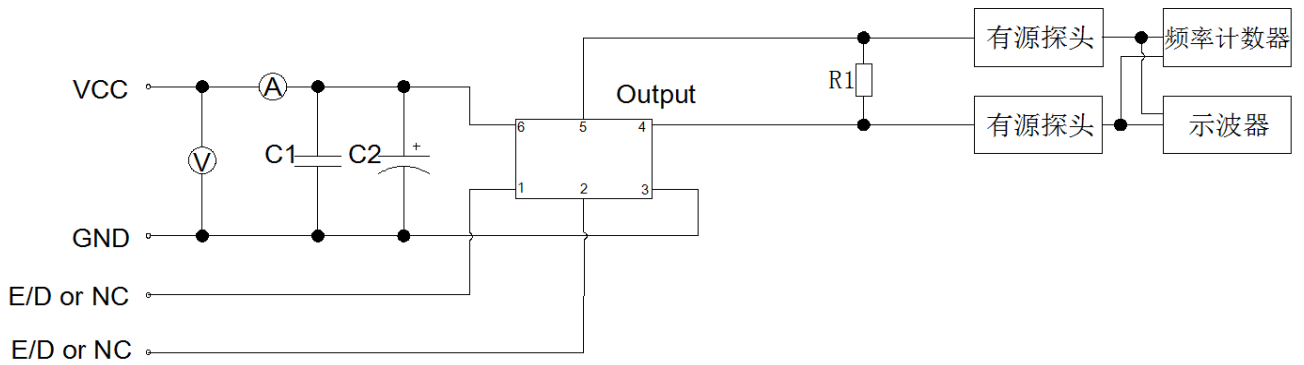 有源探头
频率计数器
VCC
A
R1
Output
6
5
4
有源探头
示波器
V
C1
C2
+
1
2
3
GND
E/D or NC
E/D or NC